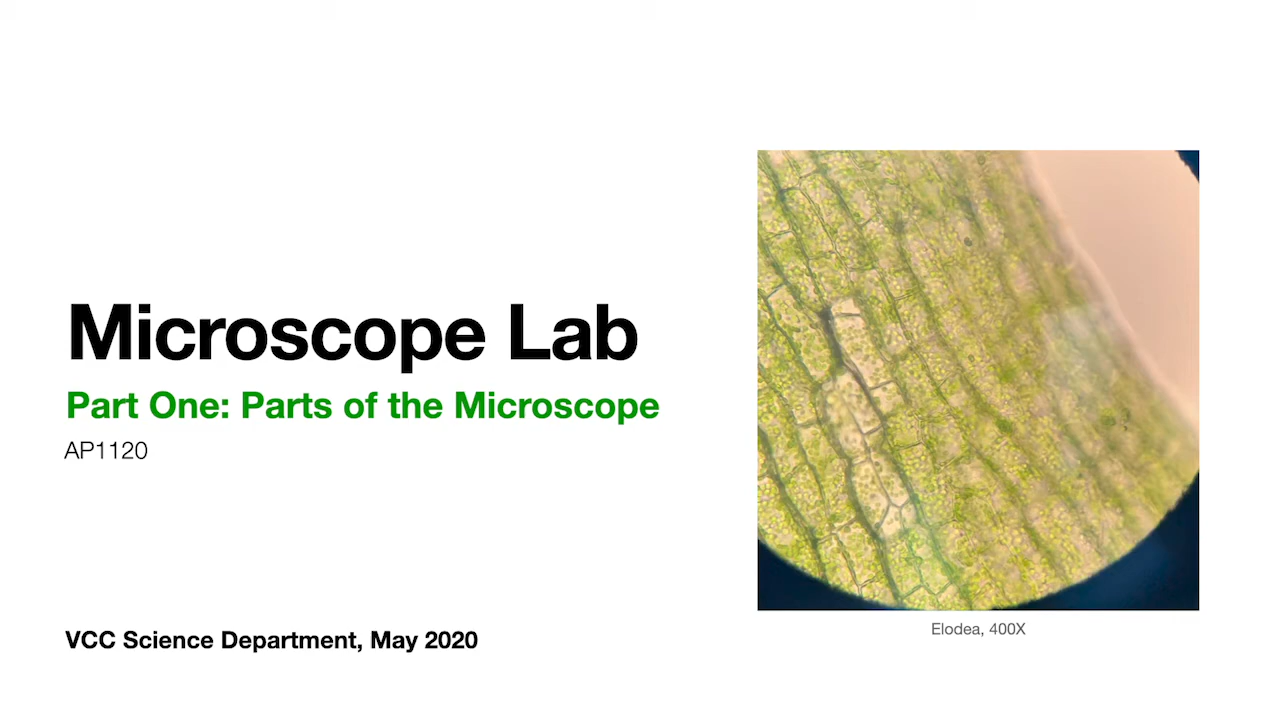 Microscope Lab
Part One: Parts of the Microscope
AP1120
VCC Science Department, May 2020
Elodea, 400X